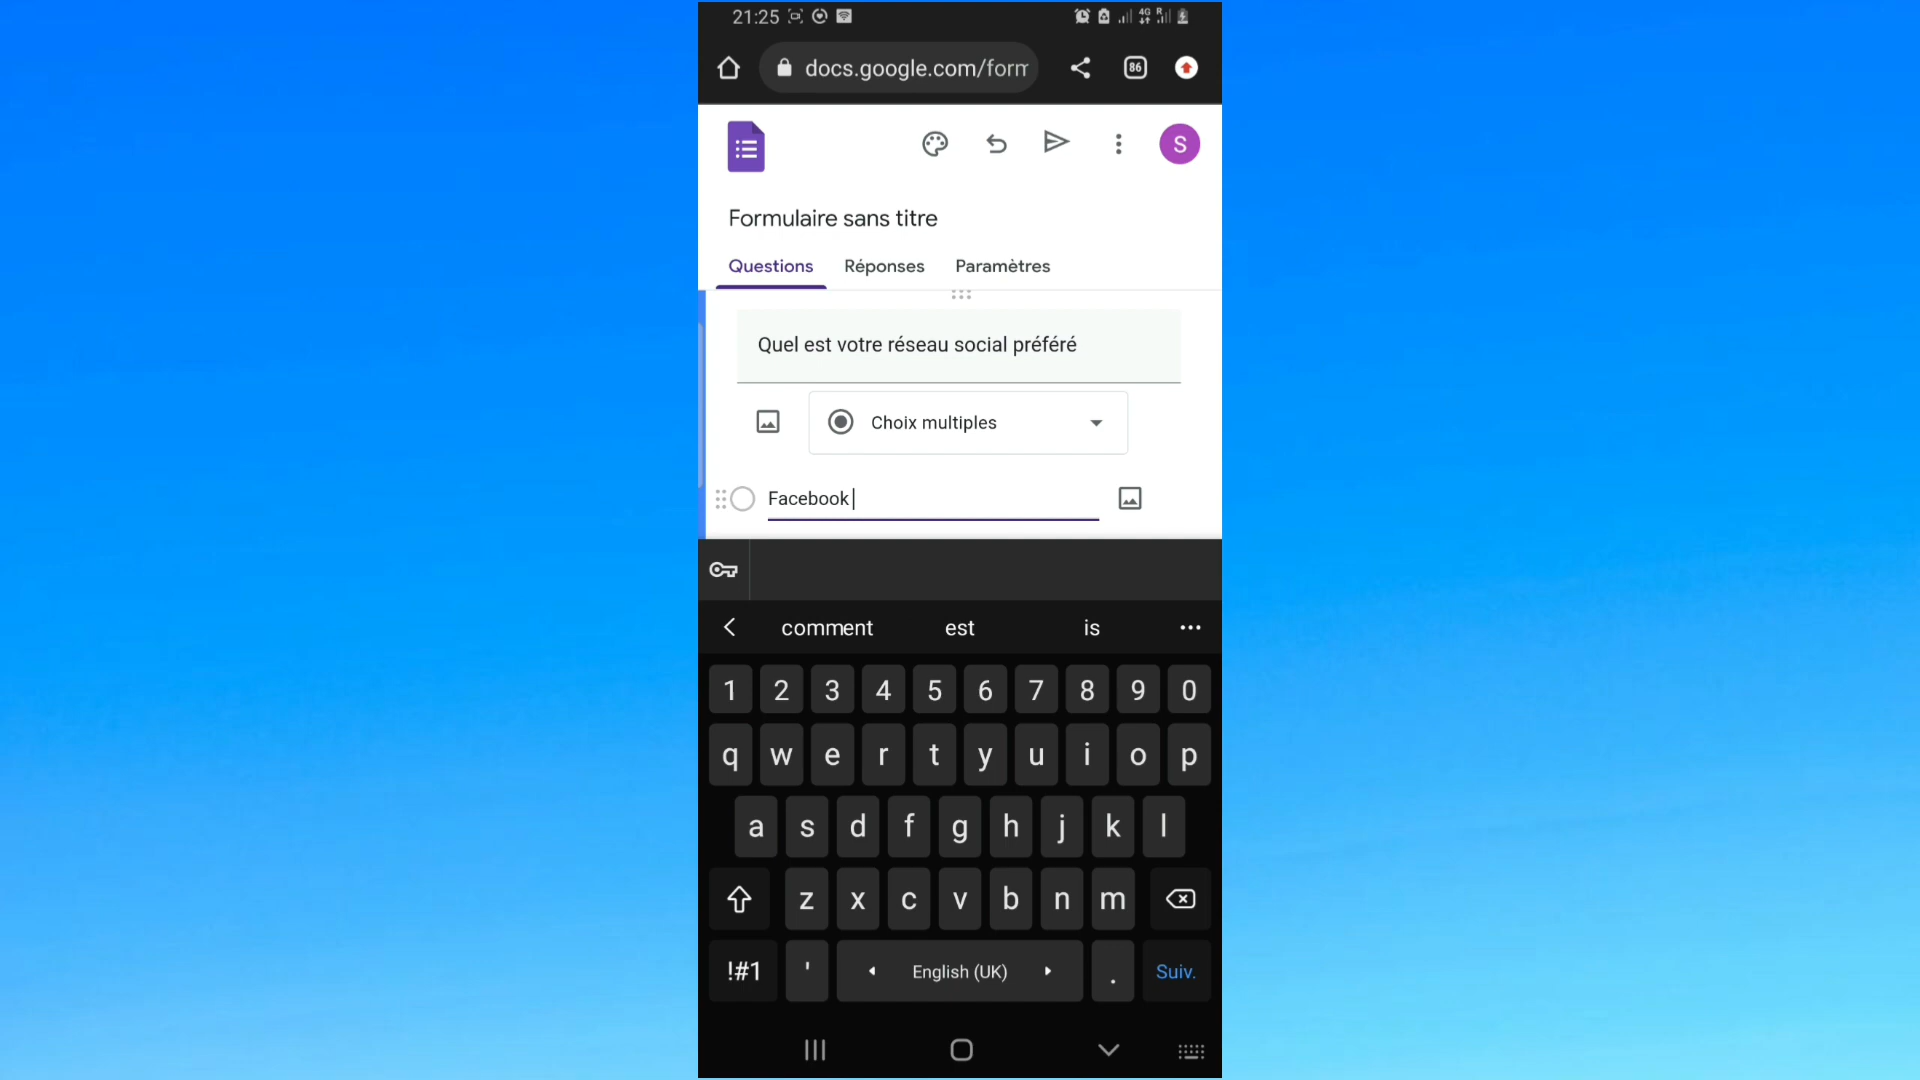 21:25 4G R
docs.google.com/form 86
S
Formulaire sans titre
Questions Réponses Paramètres
Quel est votre réseau social préféré
Choix multiples
Facebook
comment est is ...
1 2 3 4 5 6 7 8 9 0
q w e r t y u i o p
a s d f g h j k l
z x c v b n m
!#1 ' English (UK) . Suiv.